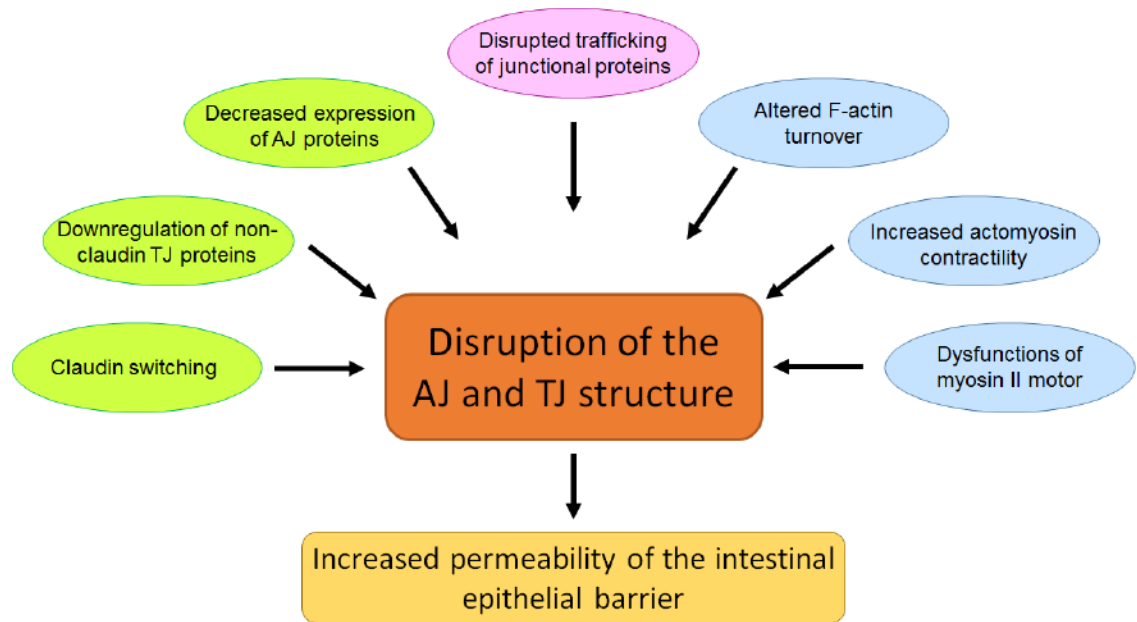 Disrupted trafficking
of junctional proteins
Decreased expression
of AJ proteins
Altered F-actin
turnover
Downregulation of non-
claudin TJ proteins
Increased actomyosin
contractility
Claudin switching
Disruption of the
AJ and TJ structure
Dysfunctions of
myosin II motor
Increased permeability of the intestinal
epithelial barrier